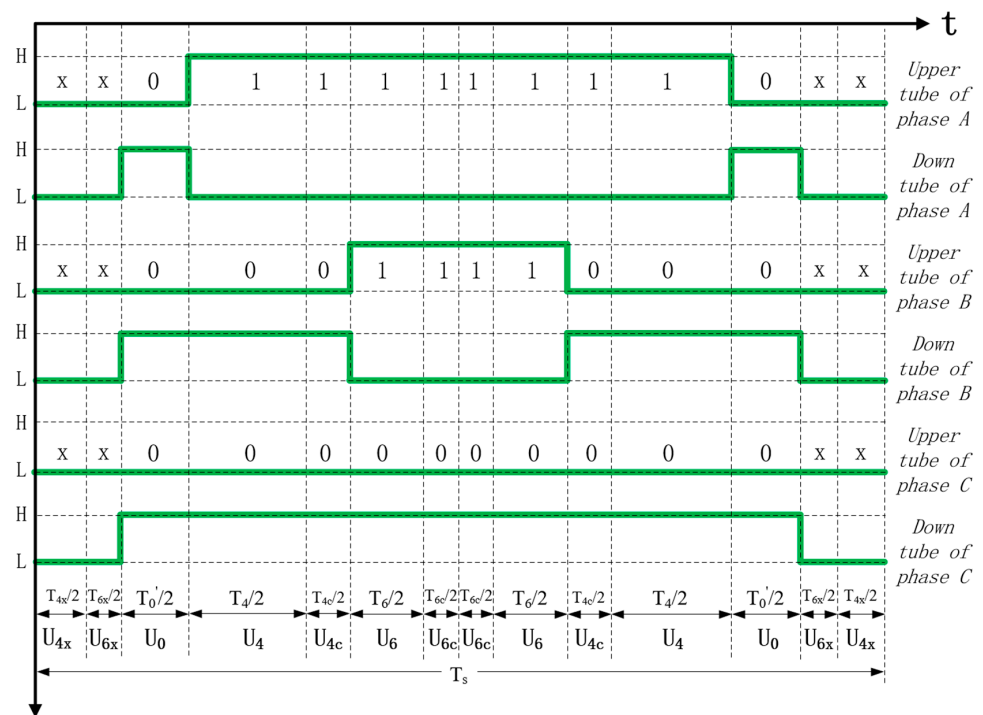 t
H
x x 0 1 1 1 1 1 1 1 1 0 x x
L
Upper
tube of
phase A
H
L
Down
tube of
phase A
H
x x 0 0 0 1 1 1 1 0 0 0 x x
L
Upper
tube of
phase B
H
L
Down
tube of
phase B
H
x x 0 0 0 0 0 0 0 0 0 0 x x
L
Upper
tube of
phase C
H
L
Down
tube of
phase C
T4x/2 T6x/2 T0'/2 T4/2 T4c/2 T6/2 T6c/2 T6c/2 T6/2 T4c/2 T4/2 T0'/2 T6x/2 T4x/2
U4x U6x U0 U4 U4c U6 U6c U6c U6 U4c U4 U0 U6x U4x
Ts